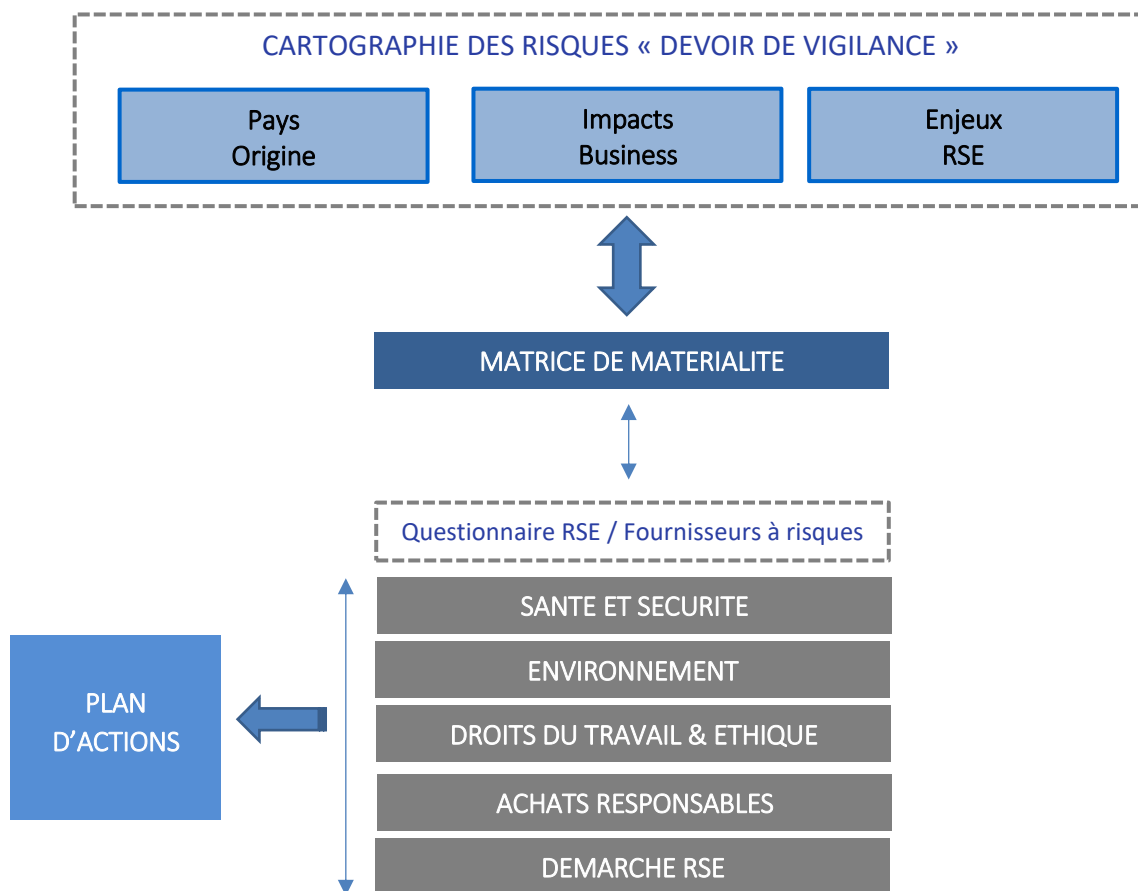 CARTOGRAPHIE DES RISQUES « DEVOIR DE VIGILANCE »
Pays
Origine
Impacts
Business
Enjeux
RSE
MATRICE DE MATERIALITE
Questionnaire RSE / Fournisseurs à risques
SANTE ET SECURITE
ENVIRONNEMENT
DROITS DU TRAVAIL & ETHIQUE
ACHATS RESPONSABLES
DEMARCHE RSE
PLAN
D’ACTIONS